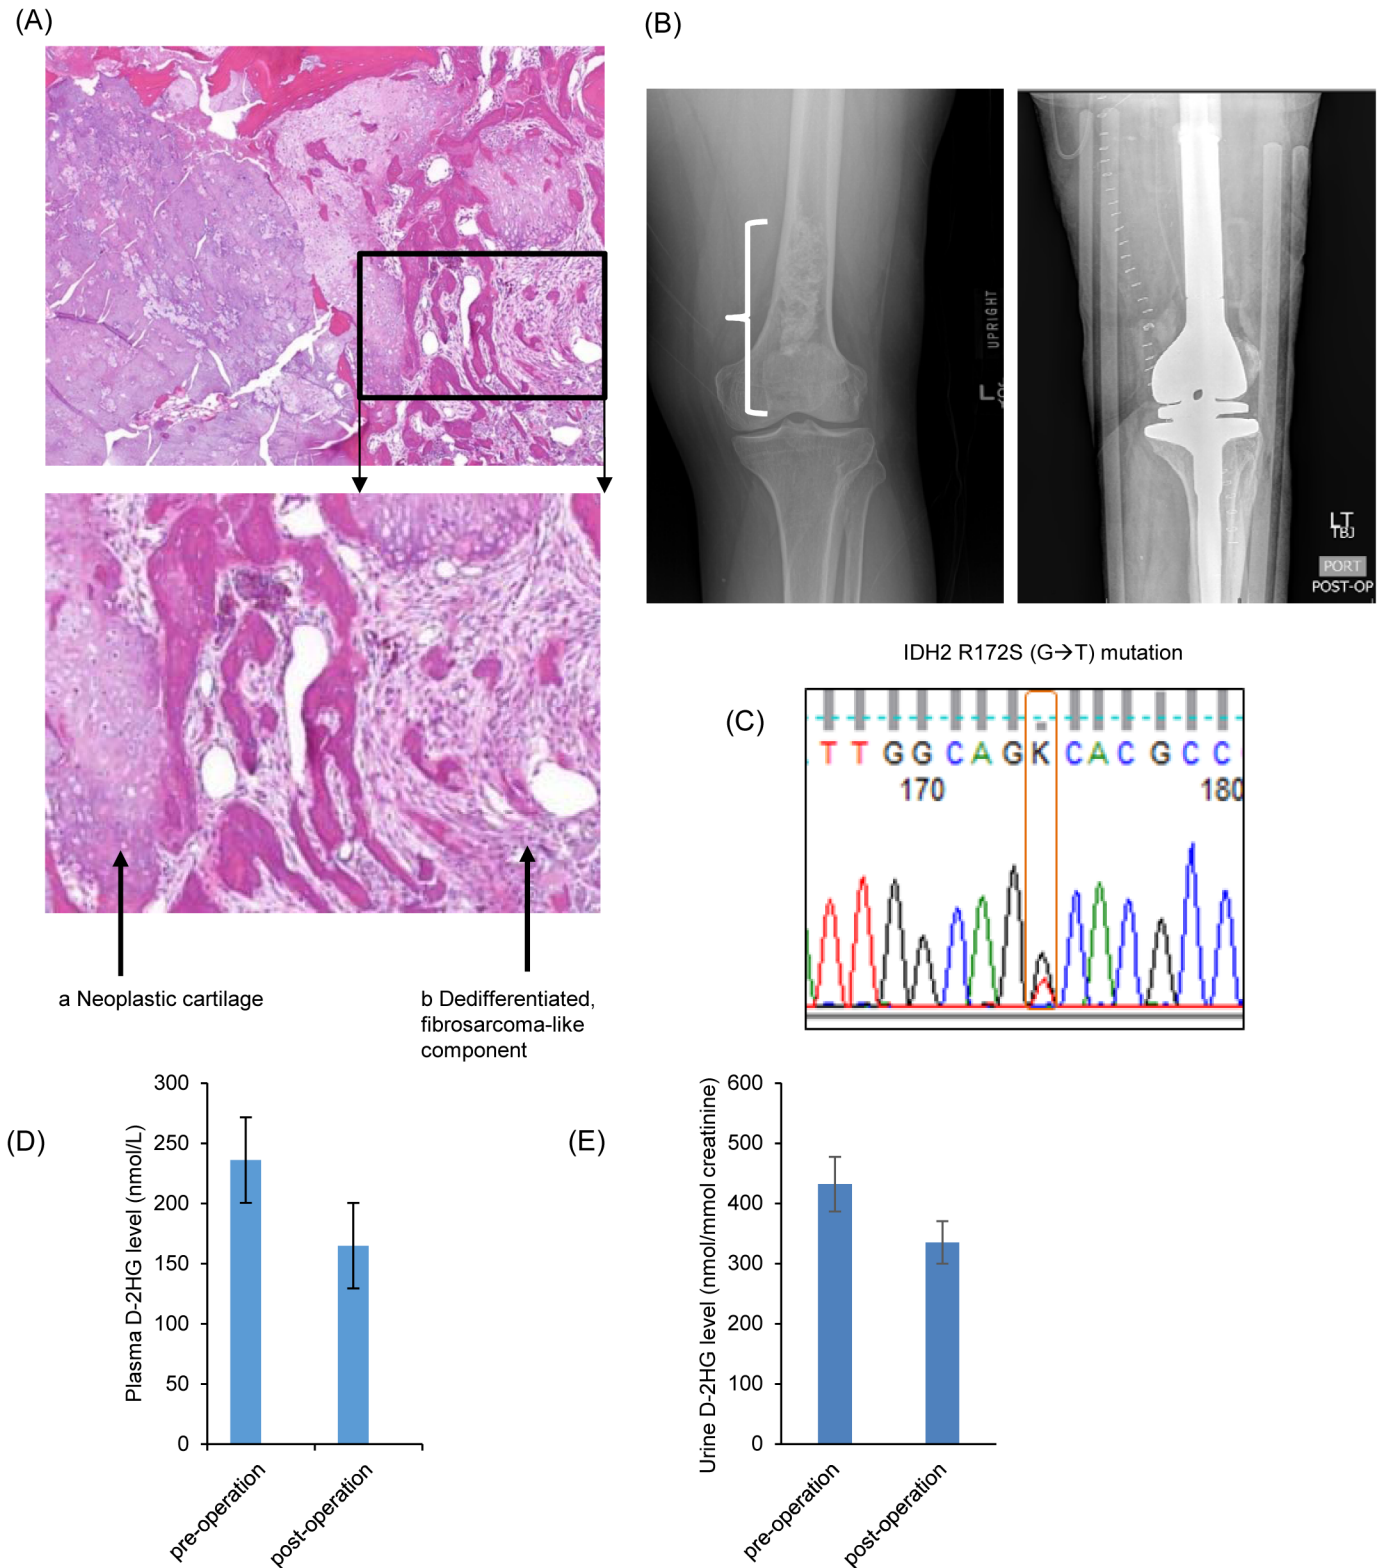 (A)
(B)
UPRIGHT
L
LT
TBJ
PORT
POST-OP
a Neoplastic cartilage
b Dedifferentiated,
fibrosarcoma-like
component
IDH2 R172S (G→T) mutation
(C)
T T G G C A G K C A C G C C
170 180
(D)
Plasma D-2HG level (nmol/L)
300
250
200
150
100
50
0
pre-operation
post-operation
(E)
Urine D-2HG level (nmol/mmol creatinine)
600
500
400
300
200
100
0
pre-operation
post-operation